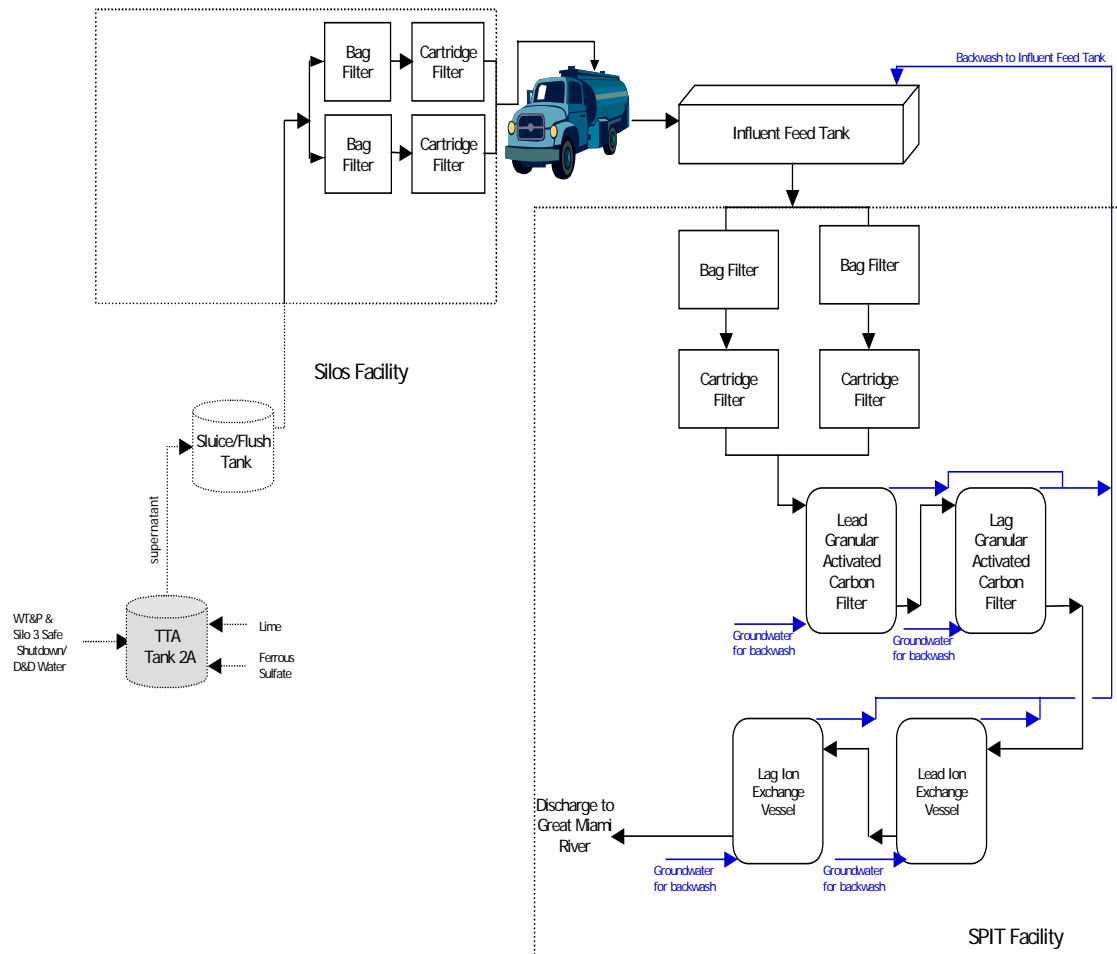 Bag
Filter
Cartridge
Filter
Bag
Filter
Cartridge
Filter
Backwash to Influent Feed Tank
Influent Feed Tank
Bag Filter
Bag Filter
Cartridge
Filter
Cartridge
Filter
Silos Facility
Sluice/Flush
Tank
supernatant
WT&P &
Silo 3 Safe
Shutdown/
D&D Water
TTA
Tank 2A
Lime
Ferrous
Sulfate
Lead
Granular
Activated
Carbon
Filter
Lag
Granular
Activated
Carbon
Filter
Groundwater
for backwash
Groundwater
for backwash
Lag Ion
Exchange
Vessel
Lead Ion
Exchange
Vessel
Discharge to
Great Miami
River
Groundwater
for backwash
Groundwater
for backwash
SPIT Facility